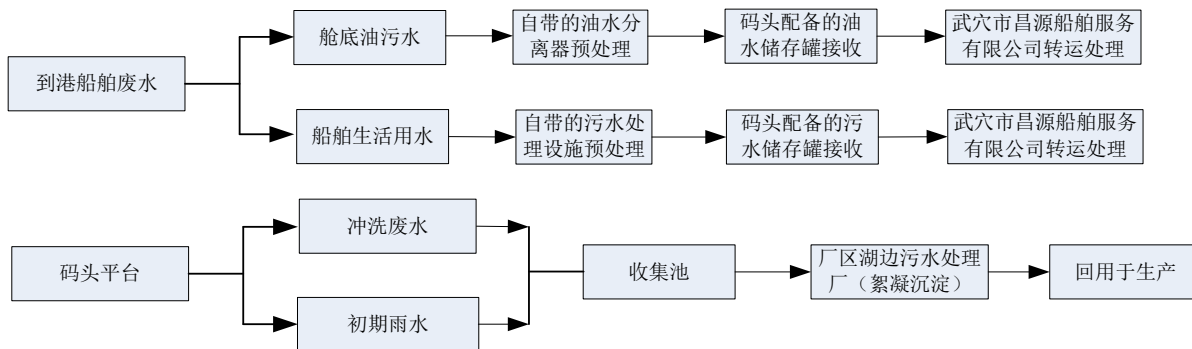 到港船舶废水
舱底油污水
自带的油水分
离器预处理
码头配备的油
水储存罐接收
武穴市昌源船舶服务
有限公司转运处理
船舶生活用水
自带的污水处
理设施预处理
码头配备的污
水储存罐接收
武穴市昌源船舶服务
有限公司转运处理
码头平台
冲洗废水
初期雨水
收集池
厂区湖边污水处理
厂（絮凝沉淀）
回用于生产